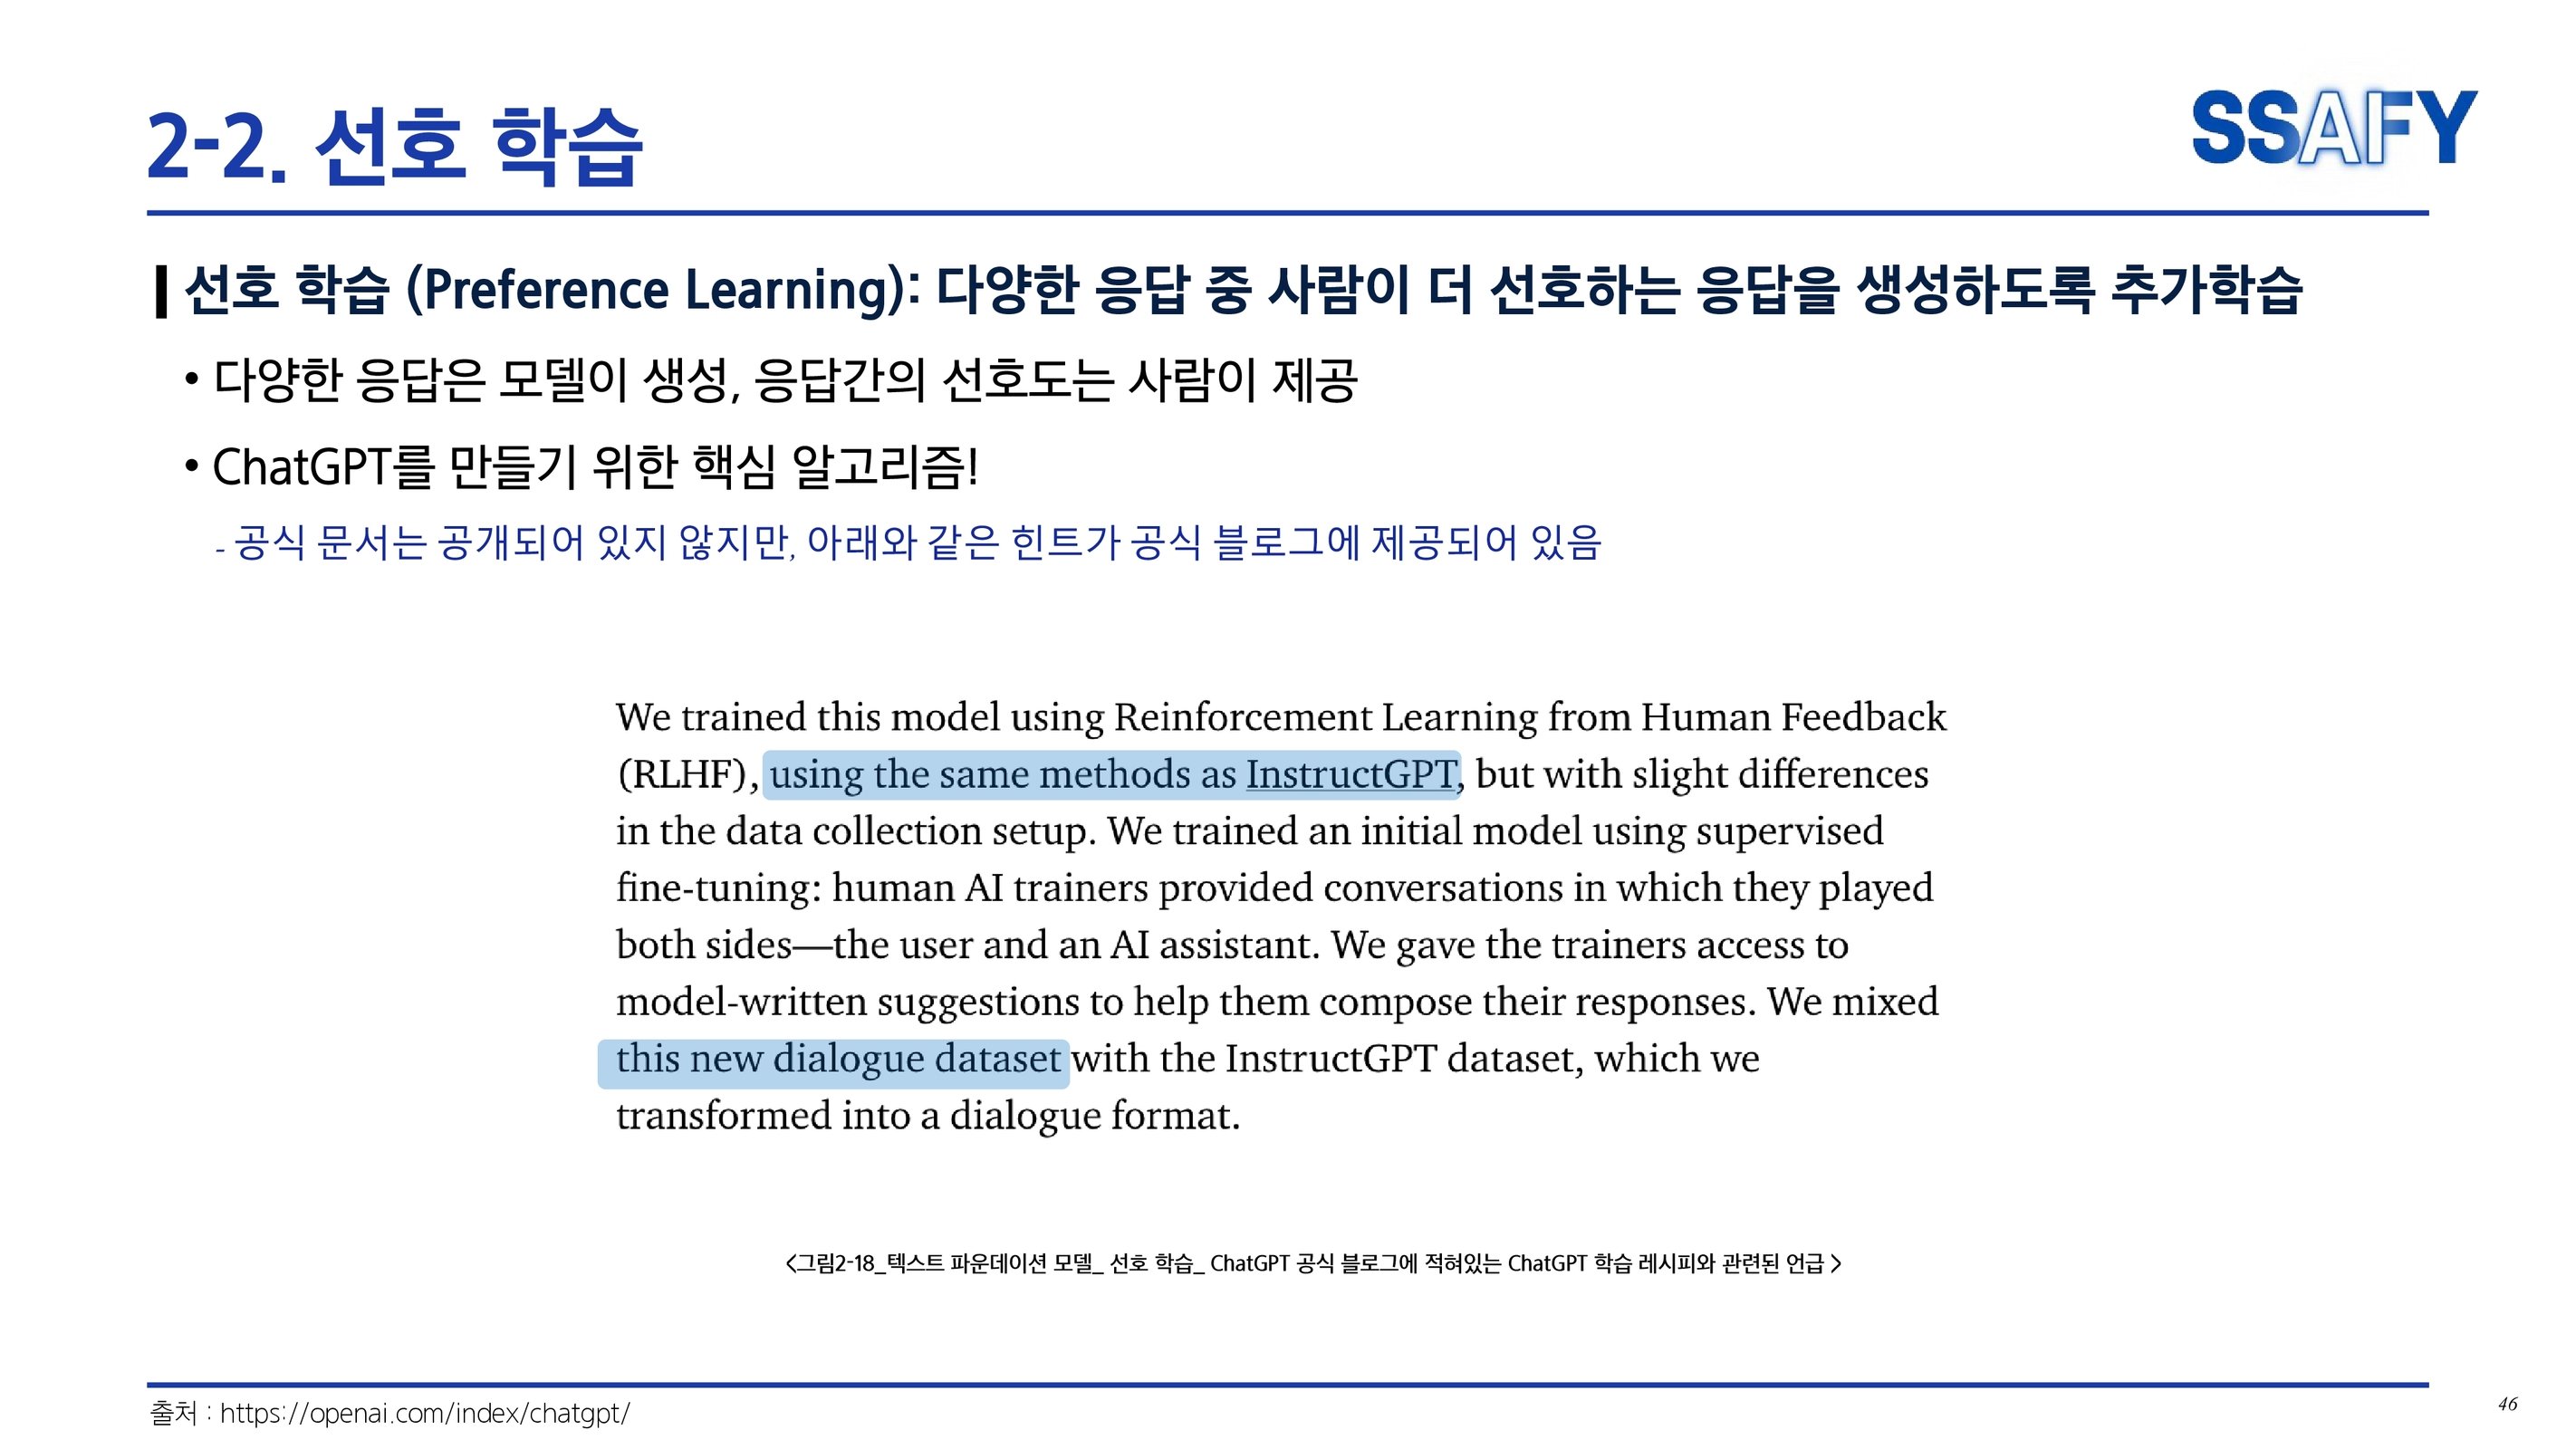 2-2. 선호 학습
SSAFY
선호 학습 (Preference Learning): 다양한 응답 중 사람이 더 선호하는 응답을 생성하도록 추가학습
• 다양한 응답은 모델이 생성, 응답간의 선호도는 사람이 제공
• ChatGPT를 만들기 위한 핵심 알고리즘!
- 공식 문서는 공개되어 있지 않지만, 아래와 같은 힌트가 공식 블로그에 제공되어 있음
We trained this model using Reinforcement Learning from Human Feedback
(RLHF), using the same methods as InstructGPT, but with slight differences
in the data collection setup. We trained an initial model using supervised
fine-tuning: human AI trainers provided conversations in which they played
both sides—the user and an AI assistant. We gave the trainers access to
model-written suggestions to help them compose their responses. We mixed
this new dialogue dataset with the InstructGPT dataset, which we
transformed into a dialogue format.
<그림2-18_텍스트 파운데이션 모델_ 선호 학습_ ChatGPT 공식 블로그에 적혀있는 ChatGPT 학습 레시피와 관련된 언급 >
출처 : https://openai.com/index/chatgpt/
46